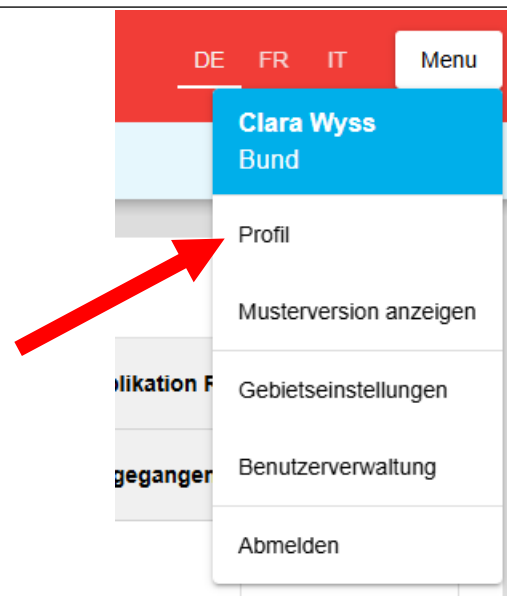 DE FR IT Menu
Clara Wyss
Bund
Profil
Musterversion anzeigen
Gebietseinstellungen
Benutzerverwaltung
Abmelden